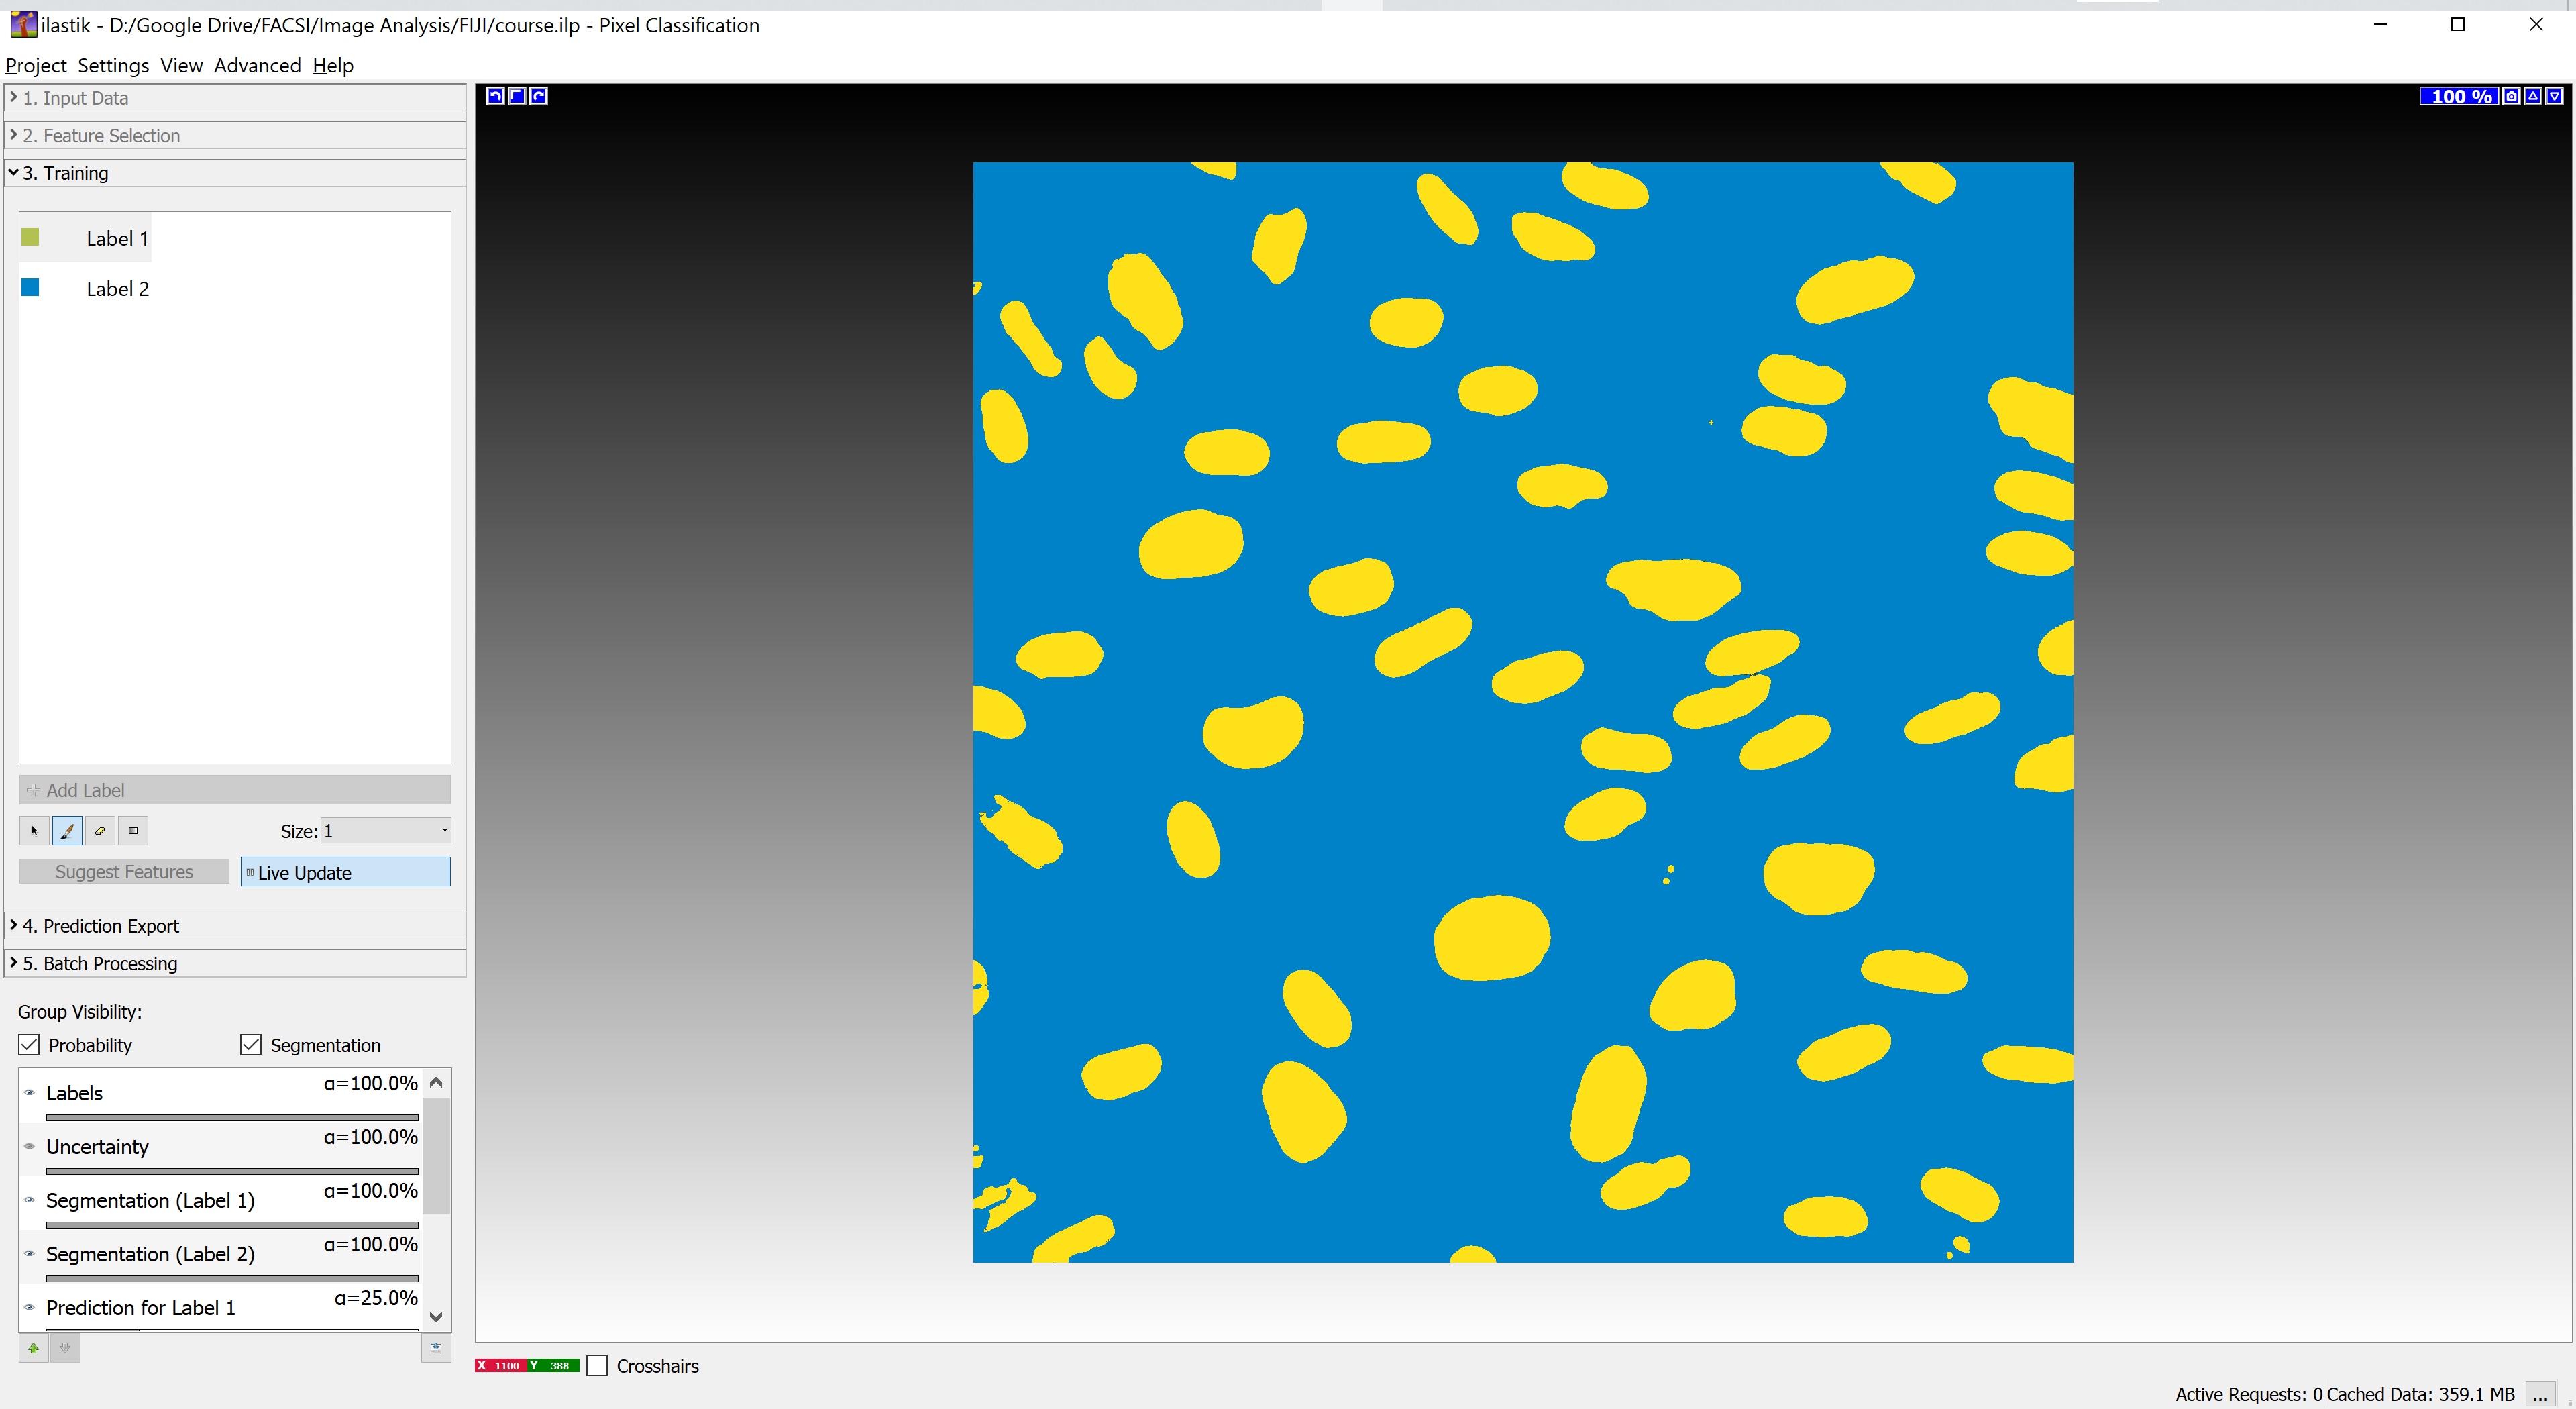 ilastik - D:/Google Drive/FACSI/Image Analysis/FIJI/course.ilp - Pixel Classification
Project Settings View Advanced Help
1. Input Data
2. Feature Selection
3. Training
Label 1
Label 2
Add Label
Size: 1
Suggest Features
Live Update
4. Prediction Export
5. Batch Processing
Group Visibility:
Probability
Segmentation
Labels
α=100.0%
Uncertainty
α=100.0%
Segmentation (Label 1)
α=100.0%
Segmentation (Label 2)
α=100.0%
Prediction for Label 1
α=25.0%
100 %
X 1100 Y 388
Crosshairs
Active Requests: 0 Cached Data: 359.1 MB ...